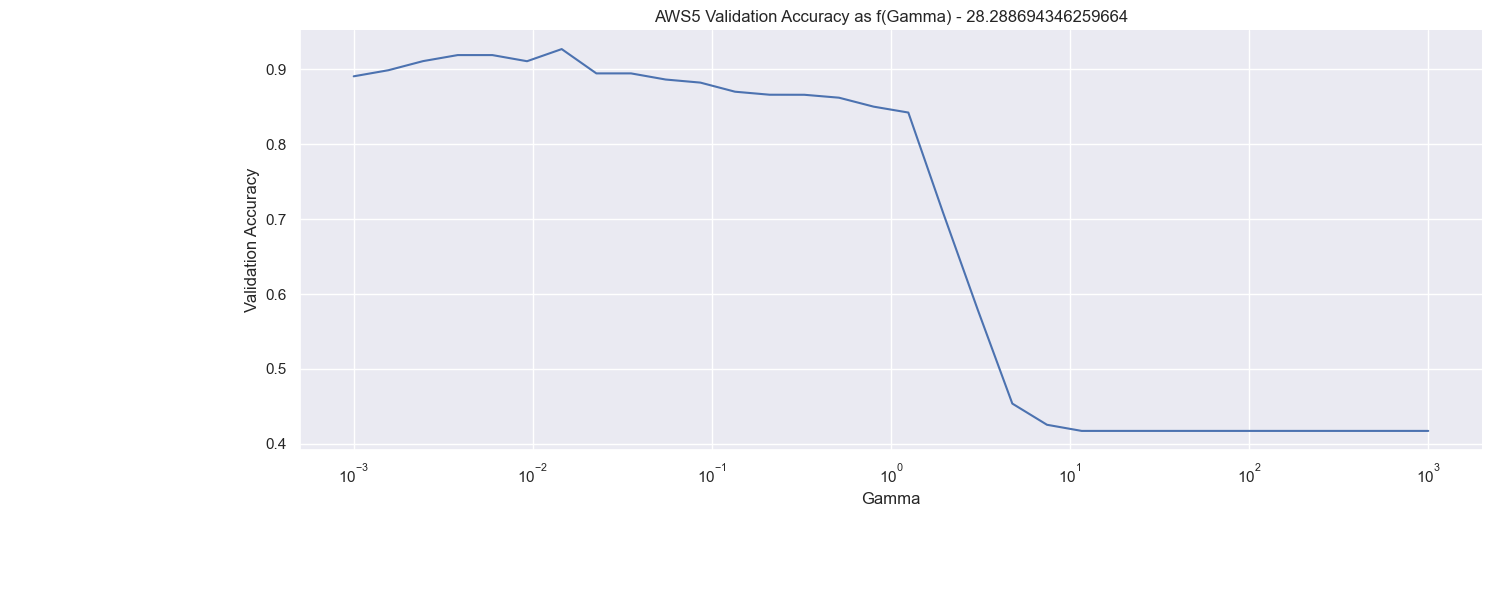 AWS5 Validation Accuracy as f(Gamma) - 28.288694346259664
0.9
0.8
0.7
0.6
0.5
0.4
Validation Accuracy
10⁻³ 10⁻² 10⁻¹ 10⁰ 10¹ 10² 10³
Gamma